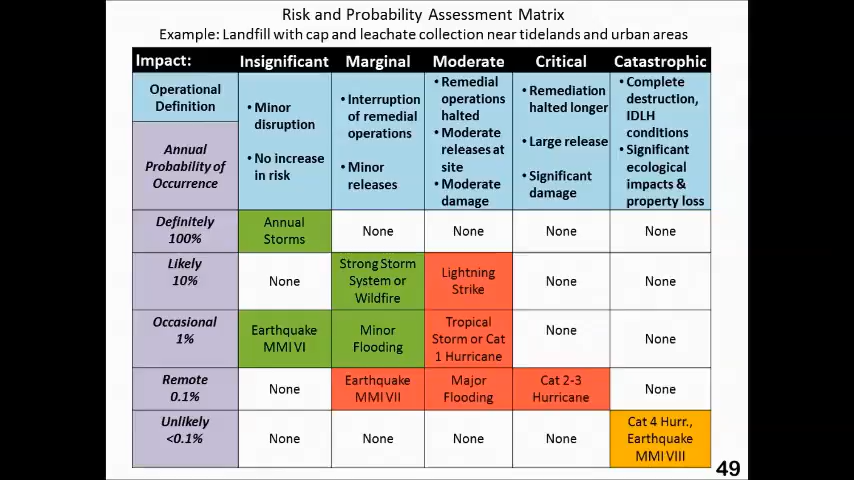 Risk and Probability Assessment Matrix
Example: Landfill with cap and leachate collection near tidelands and urban areas
Impact: Insignificant Marginal Moderate Critical Catastrophic
Operational
Definition
• Minor
disruption
• No increase
in risk
• Interruption
of remedial
operations
• Minor
releases
• Remedial
operations
halted
• Moderate
releases at
site
• Moderate
damage
• Remediation
halted longer
• Large release
• Significant
damage
• Complete
destruction,
IDLH
conditions
• Significant
ecological
impacts &
property loss
Annual
Probability of
Occurrence
Definitely
100%
Annual
Storms
None
None
None
None
Likely
10%
None
Strong Storm
System or
Wildfire
Lightning
Strike
None
None
Occasional
1%
Earthquake
MMI VI
Minor
Flooding
Tropical
Storm or Cat
1 Hurricane
None
None
Remote
0.1%
None
Earthquake
MMI VII
Major
Flooding
Cat 2-3
Hurricane
None
Unlikely
<0.1%
None
None
None
None
Cat 4 Hurr.,
Earthquake
MMI VIII
49